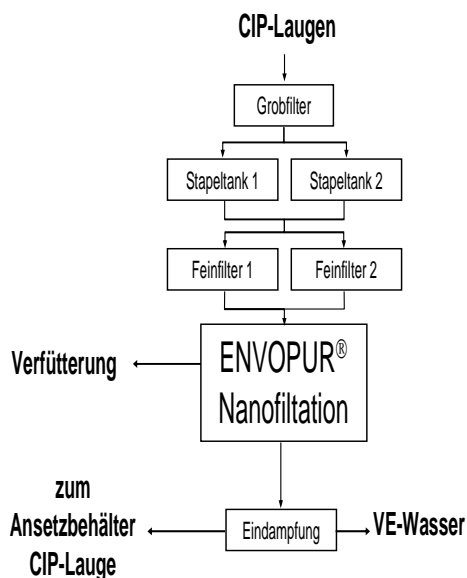 CIP-Laugen
Grobfilter
Stapeltank 1
Stapeltank 2
Feinfilter 1
Feinfilter 2
ENVOPUR®
Nanofiltation
Verfütterung
zum
Ansetzbehälter
CIP-Lauge
Eindampfung
VE-Wasser